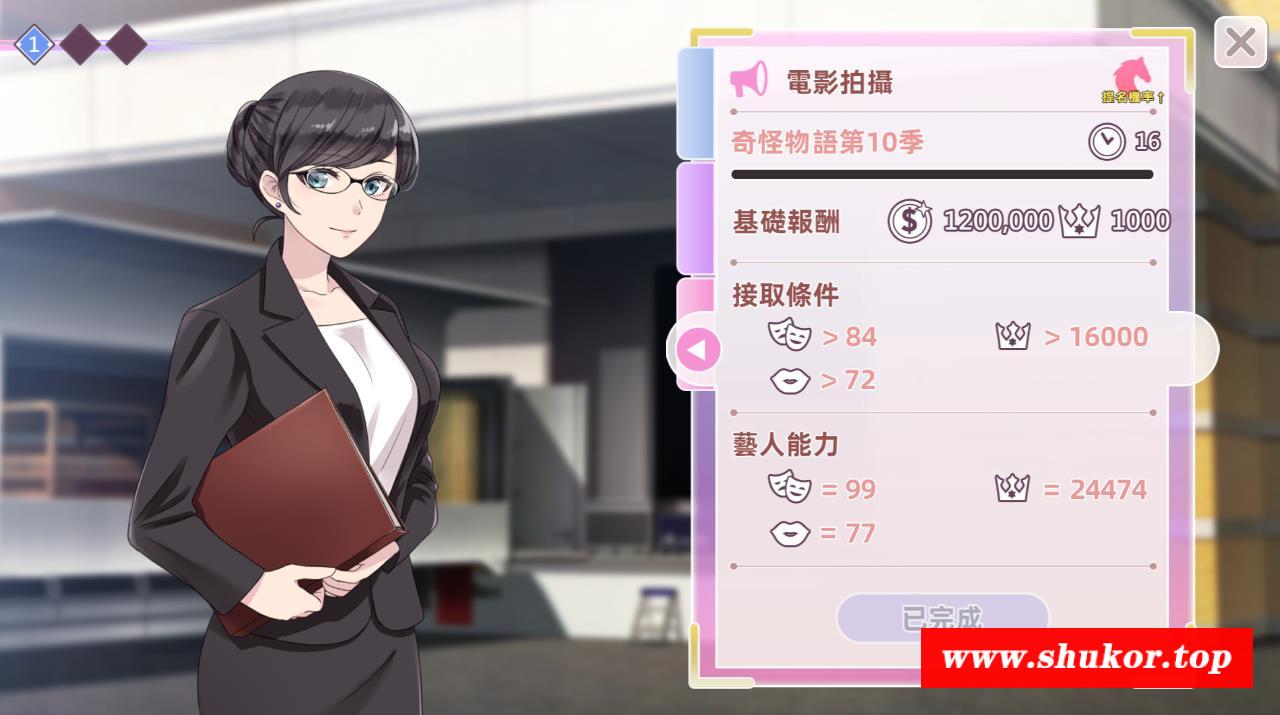 1
電影拍攝
提名機率↑
奇怪物語第10季 16
基礎報酬 1200,000 1000
接取條件
> 84 > 16000
> 72
藝人能力
= 99 = 24474
= 77
已完成
www.shukor.top